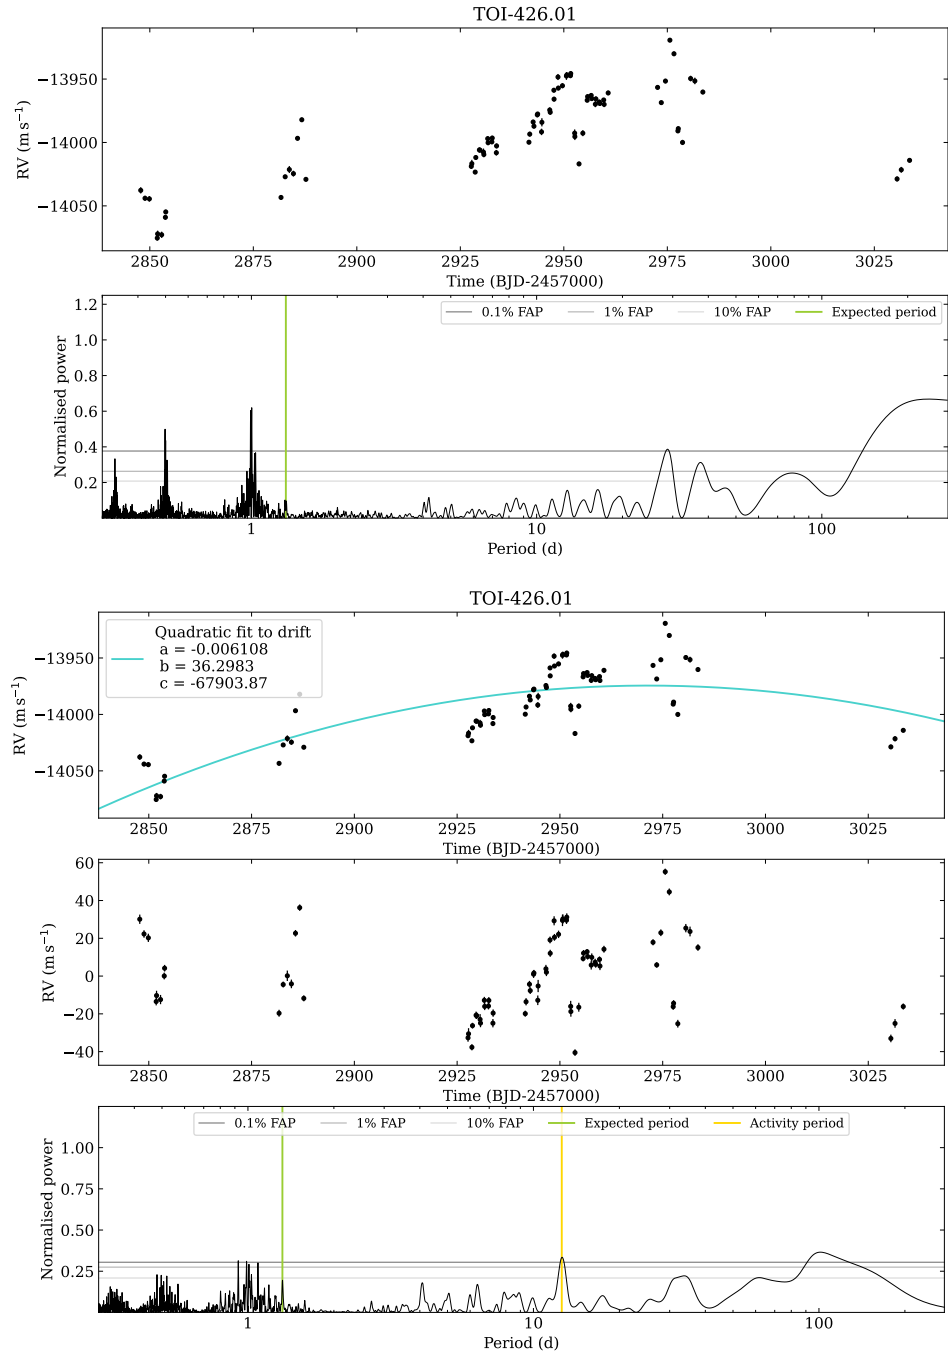 TOI-426.01
−13950
−14000
−14050
RV (m s⁻¹)
2850 2875 2900 2925 2950 2975 3000 3025
Time (BJD-2457000)
0.1% FAP 1% FAP 10% FAP Expected period
1.2
1.0
0.8
0.6
0.4
0.2
Normalised power
1 10 100
Period (d)
TOI-426.01
Quadratic fit to drift
a = -0.006108
b = 36.2983
c = -67903.87
−13950
−14000
−14050
RV (m s⁻¹)
2850 2875 2900 2925 2950 2975 3000 3025
Time (BJD-2457000)
60
40
20
0
−20
−40
RV (m s⁻¹)
2850 2875 2900 2925 2950 2975 3000 3025
Time (BJD-2457000)
0.1% FAP 1% FAP 10% FAP Expected period Activity period
1.00
0.75
0.50
0.25
Normalised power
1 10 100
Period (d)